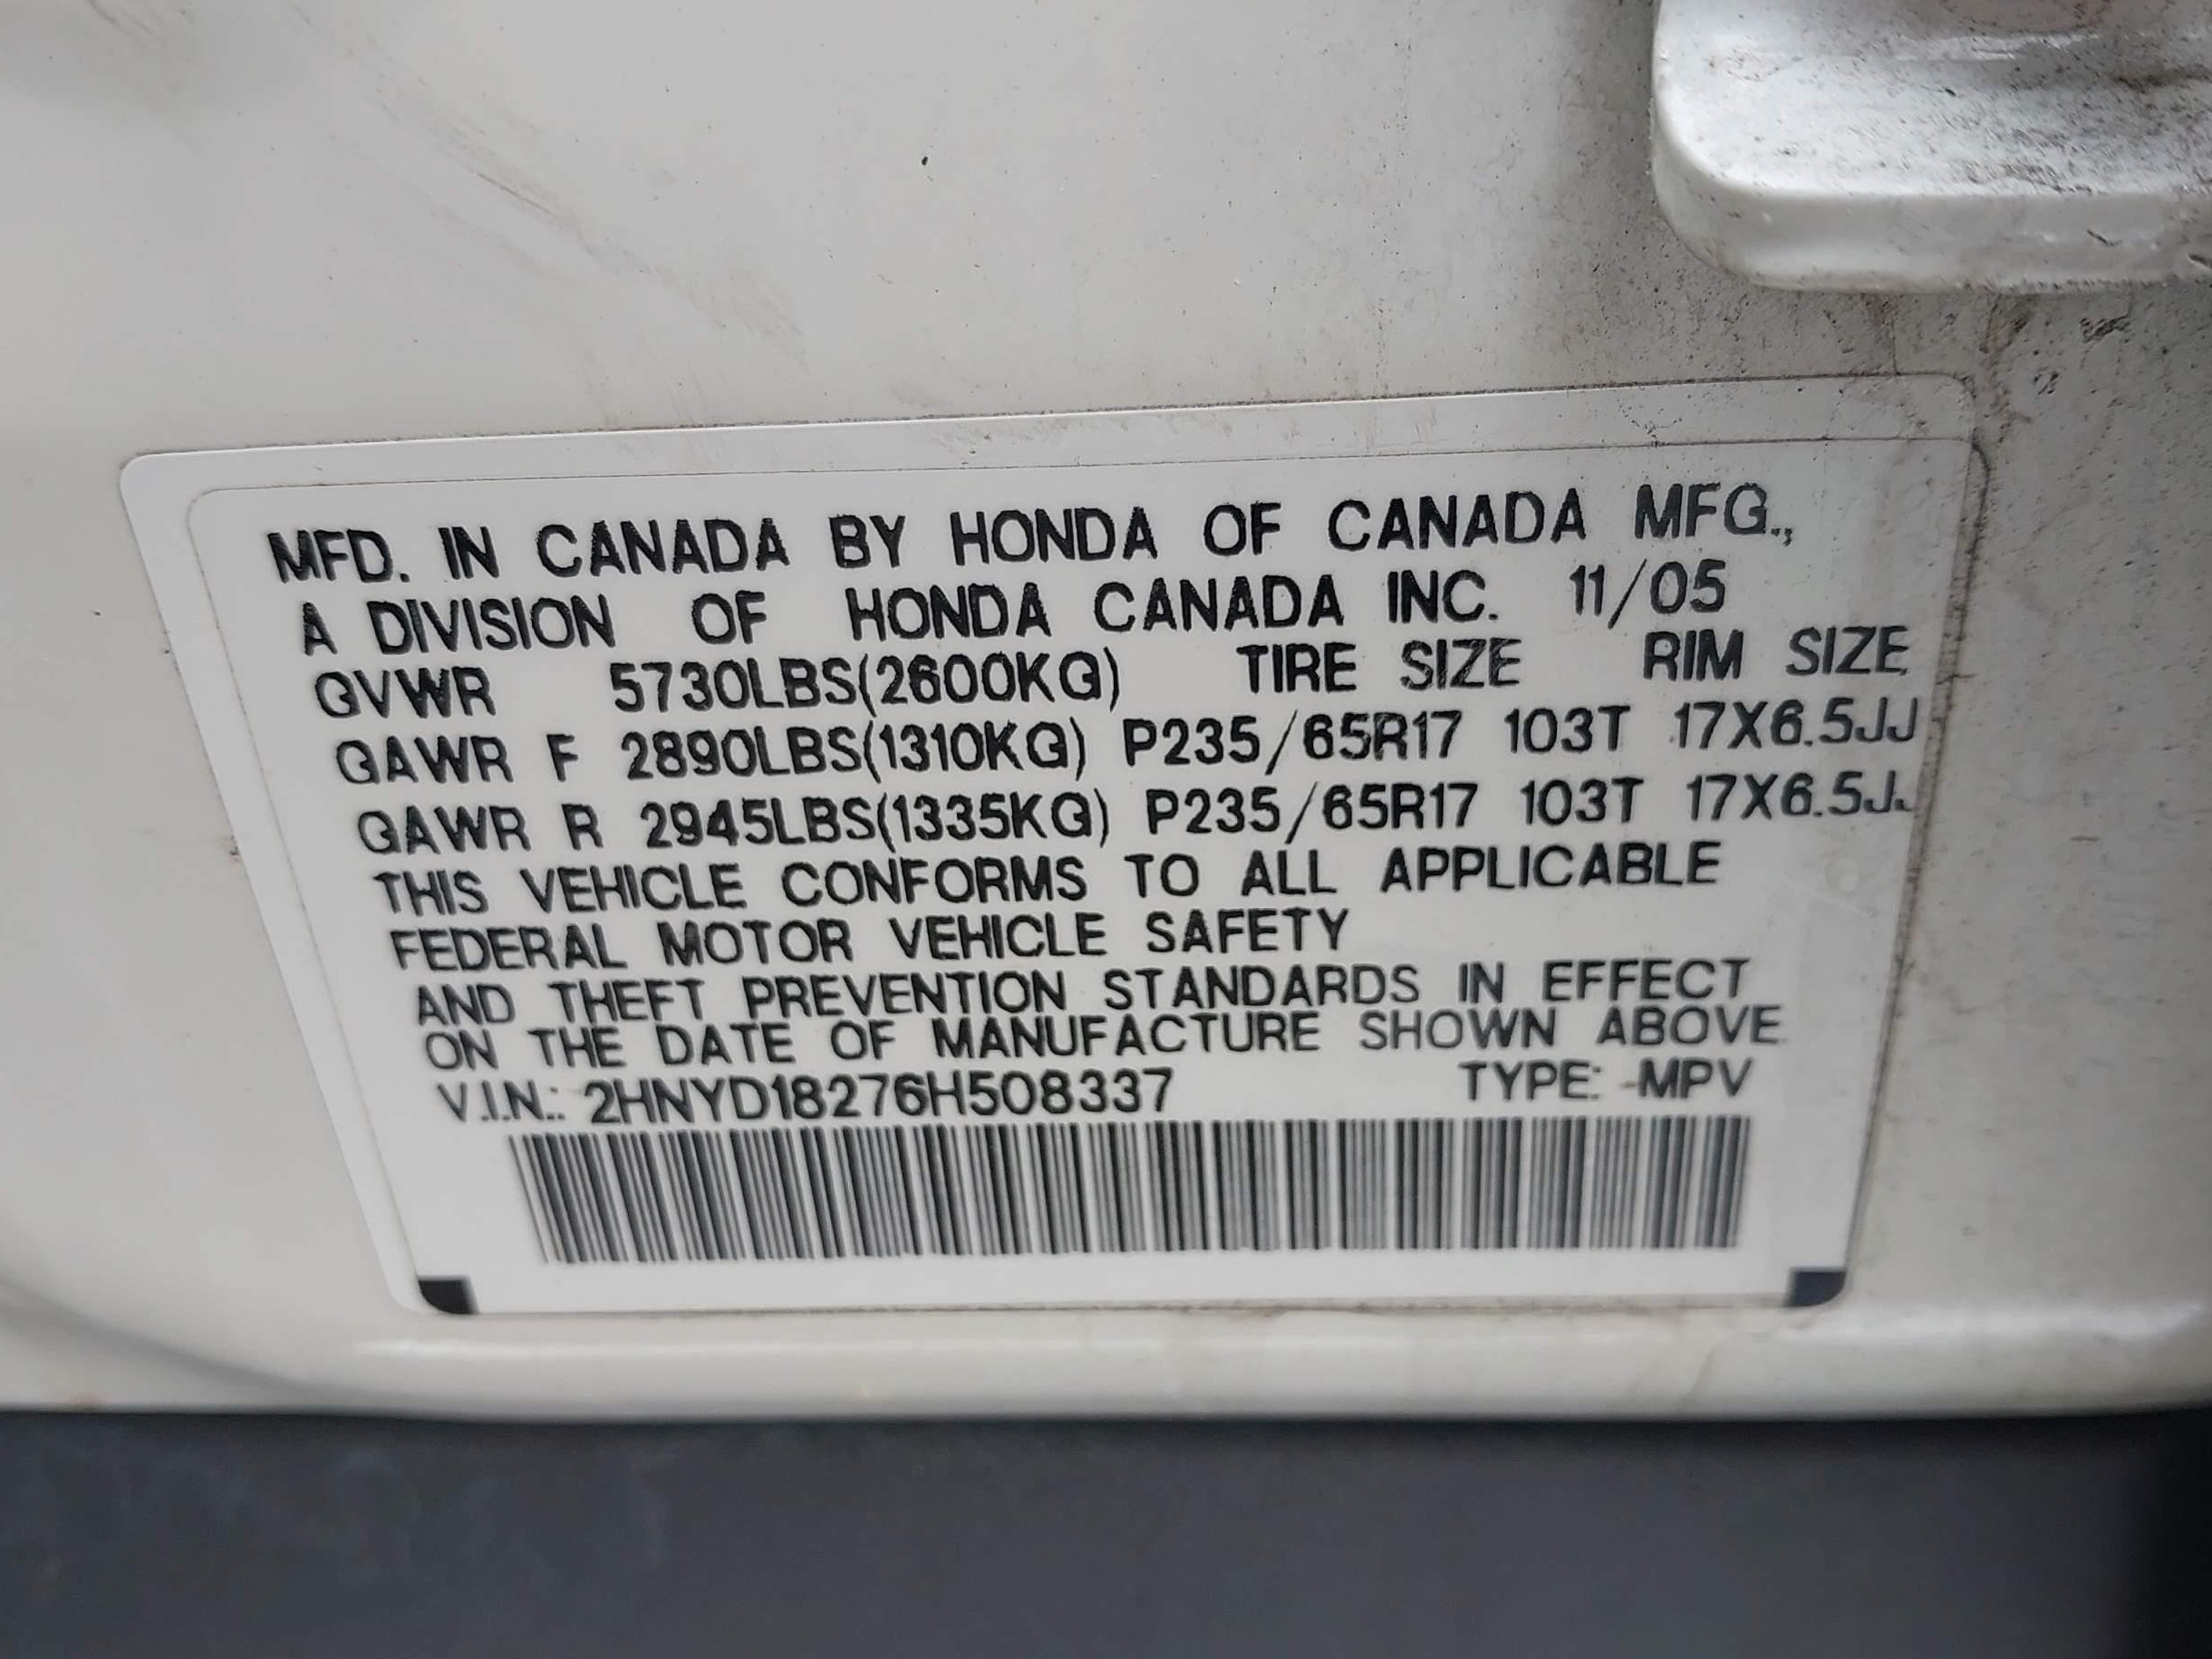 MFD. IN CANADA BY HONDA OF CANADA MFG.,
A DIVISION OF HONDA CANADA INC. 11/05
GVWR 5730LBS(2600KG) TIRE SIZE RIM SIZE
GAWR F 2890LBS(1310KG) P235/65R17 103T 17X6.5JJ
GAWR R 2945LBS(1335KG) P235/65R17 103T 17X6.5JJ
THIS VEHICLE CONFORMS TO ALL APPLICABLE
FEDERAL MOTOR VEHICLE SAFETY
AND THEFT PREVENTION STANDARDS IN EFFECT
ON THE DATE OF MANUFACTURE SHOWN ABOVE
V.I.N.: 2HNYD18276H508337 TYPE: MPV